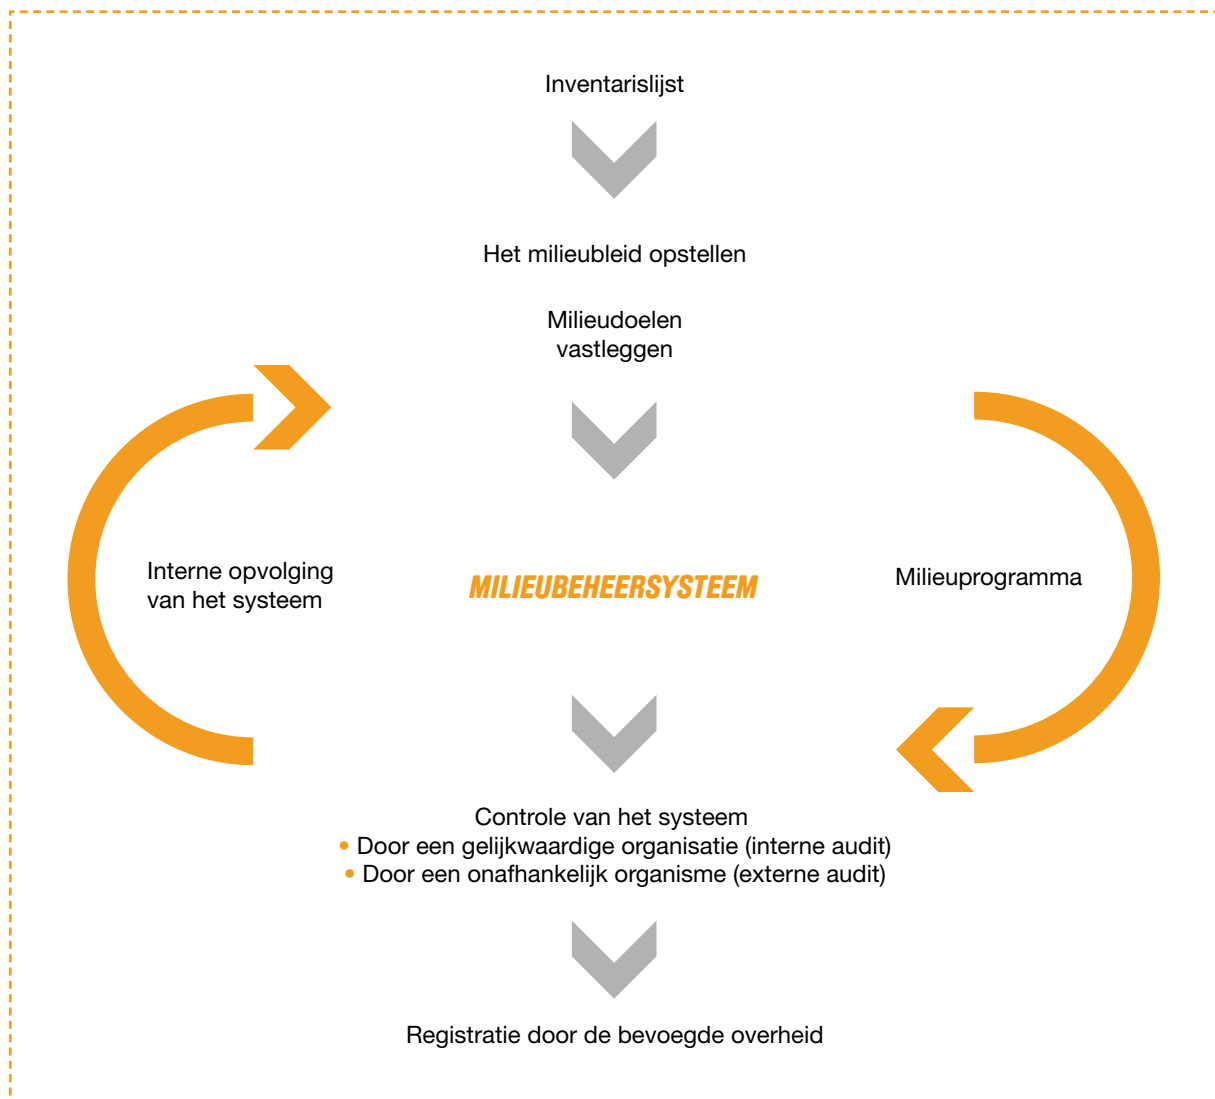 Inventarislijst
Het milieubleid opstellen
Milieudoelen
vastleggen
Interne opvolging
van het systeem
MILIEUBEHEERSYSTEEM
Milieuprogramma
Controle van het systeem
• Door een gelijkwaardige organisatie (interne audit)
• Door een onafhankelijk organisme (externe audit)
Registratie door de bevoegde overheid